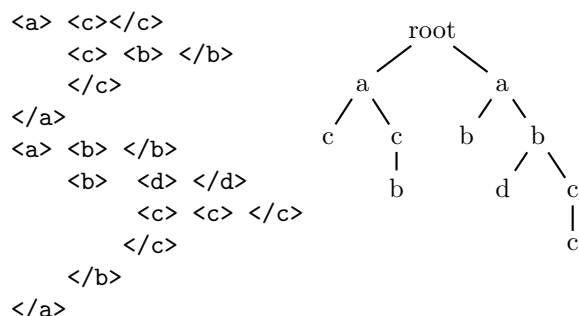 <a> <c></c>
<c> <b> </b>
</c>
</a>
<a> <b> </b>
<b> <d> </d>
<c> <c> </c>
</c>
</b>
</a>
root
a a
c c b b
b d c
c